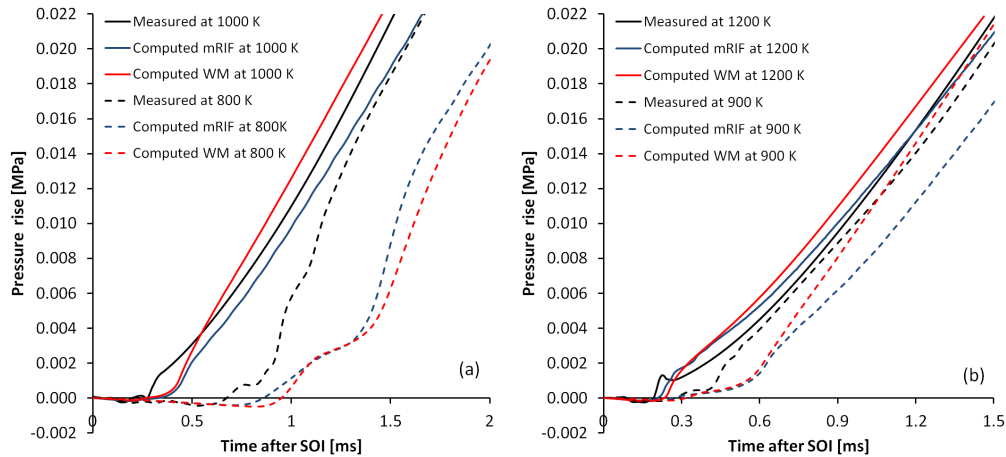 0.022
0.020
0.018
0.016
0.014
0.012
0.010
0.008
0.006
0.004
0.002
0.000
-0.002
Pressure rise [MPa]
Measured at 1000 K
Computed mRIF at 1000 K
Computed WM at 1000 K
Measured at 800 K
Computed mRIF at 800K
Computed WM at 800 K
(a)
0
0.5
1
1.5
2
Time after SOI [ms]
0.022
0.020
0.018
0.016
0.014
0.012
0.010
0.008
0.006
0.004
0.002
0.000
-0.002
Pressure rise [MPa]
Measured at 1200 K
Computed mRIF at 1200 K
Computed WM at 1200 K
Measured at 900 K
Computed mRIF at 900 K
Computed WM at 900 K
(b)
0
0.3
0.6
0.9
1.2
1.5
Time after SOI [ms]